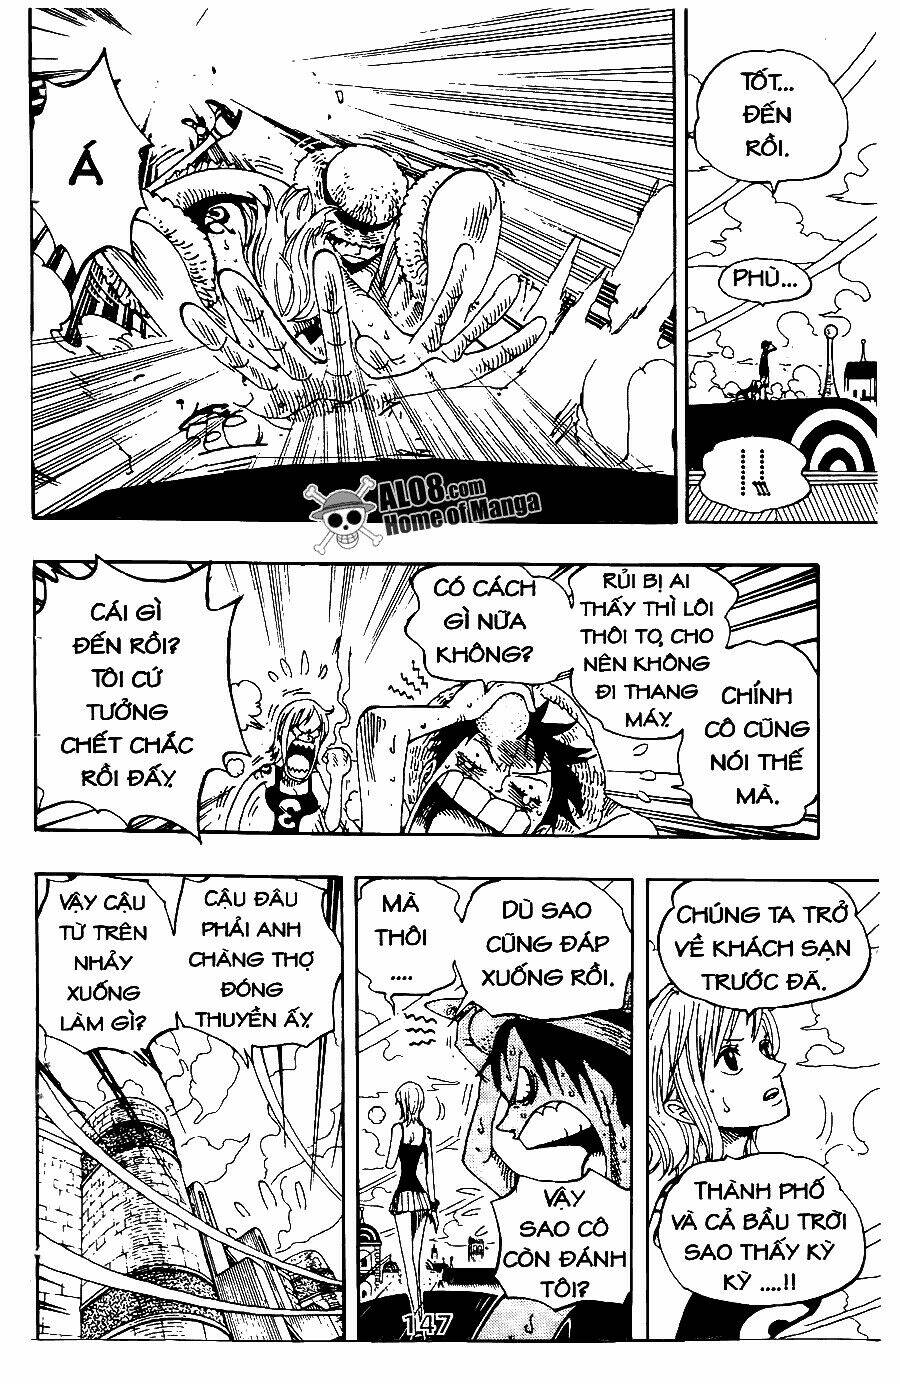 Á
TỐT...
ĐẾN
RỒI.
PHÙ...
AL08.com
Home of Manga
CÁI GÌ
ĐẾN RỒI?
TÔI CỨ
TƯỞNG
CHẾT CHẮC
RỒI ĐẤY.
CÓ CÁCH
GÌ NỮA
KHÔNG?
RỦI BỊ AI
THẤY THÌ LÔI
THÔI TO, CHO
NÊN KHÔNG
ĐI THANG
MÁY.
CHÍNH
CÔ CŨNG
NÓI THẾ
MÀ.
VẬY CẬU
TỪ TRÊN
NHẢY
XUỐNG
LÀM GÌ?
CẬU ĐÂU
PHẢI ANH
CHÀNG THỢ
ĐÓNG
THUYỀN ẤY.
MÀ
THÔI
....
DÙ SAO
CŨNG ĐÁP
XUỐNG RỒI.
VẬY
SAO CÔ
CÒN ĐÁNH
TÔI?
CHÚNG TA TRỞ
VỀ KHÁCH SẠN
TRƯỚC ĐÃ.
THÀNH PHỐ
VÀ CẢ BẦU TRỜI
SAO THẤY KỲ
KỲ ....!!
147